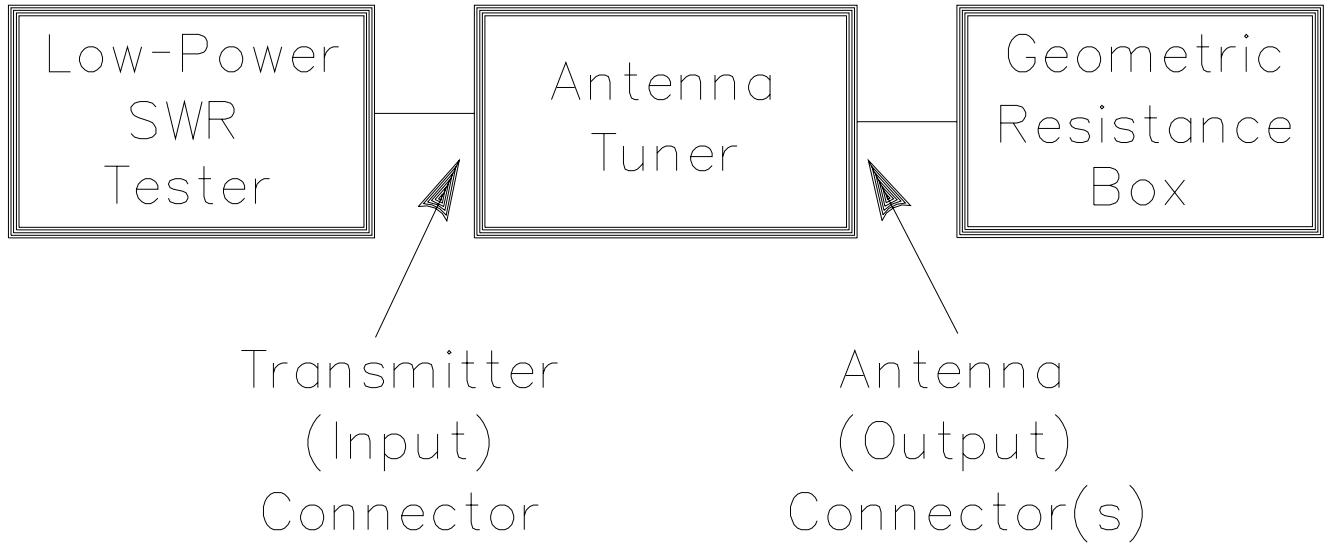 Low-Power
SWR
Tester
Antenna
Tuner
Geometric
Resistance
Box
Transmitter
(Input)
Connector
Antenna
(Output)
Connector(s)